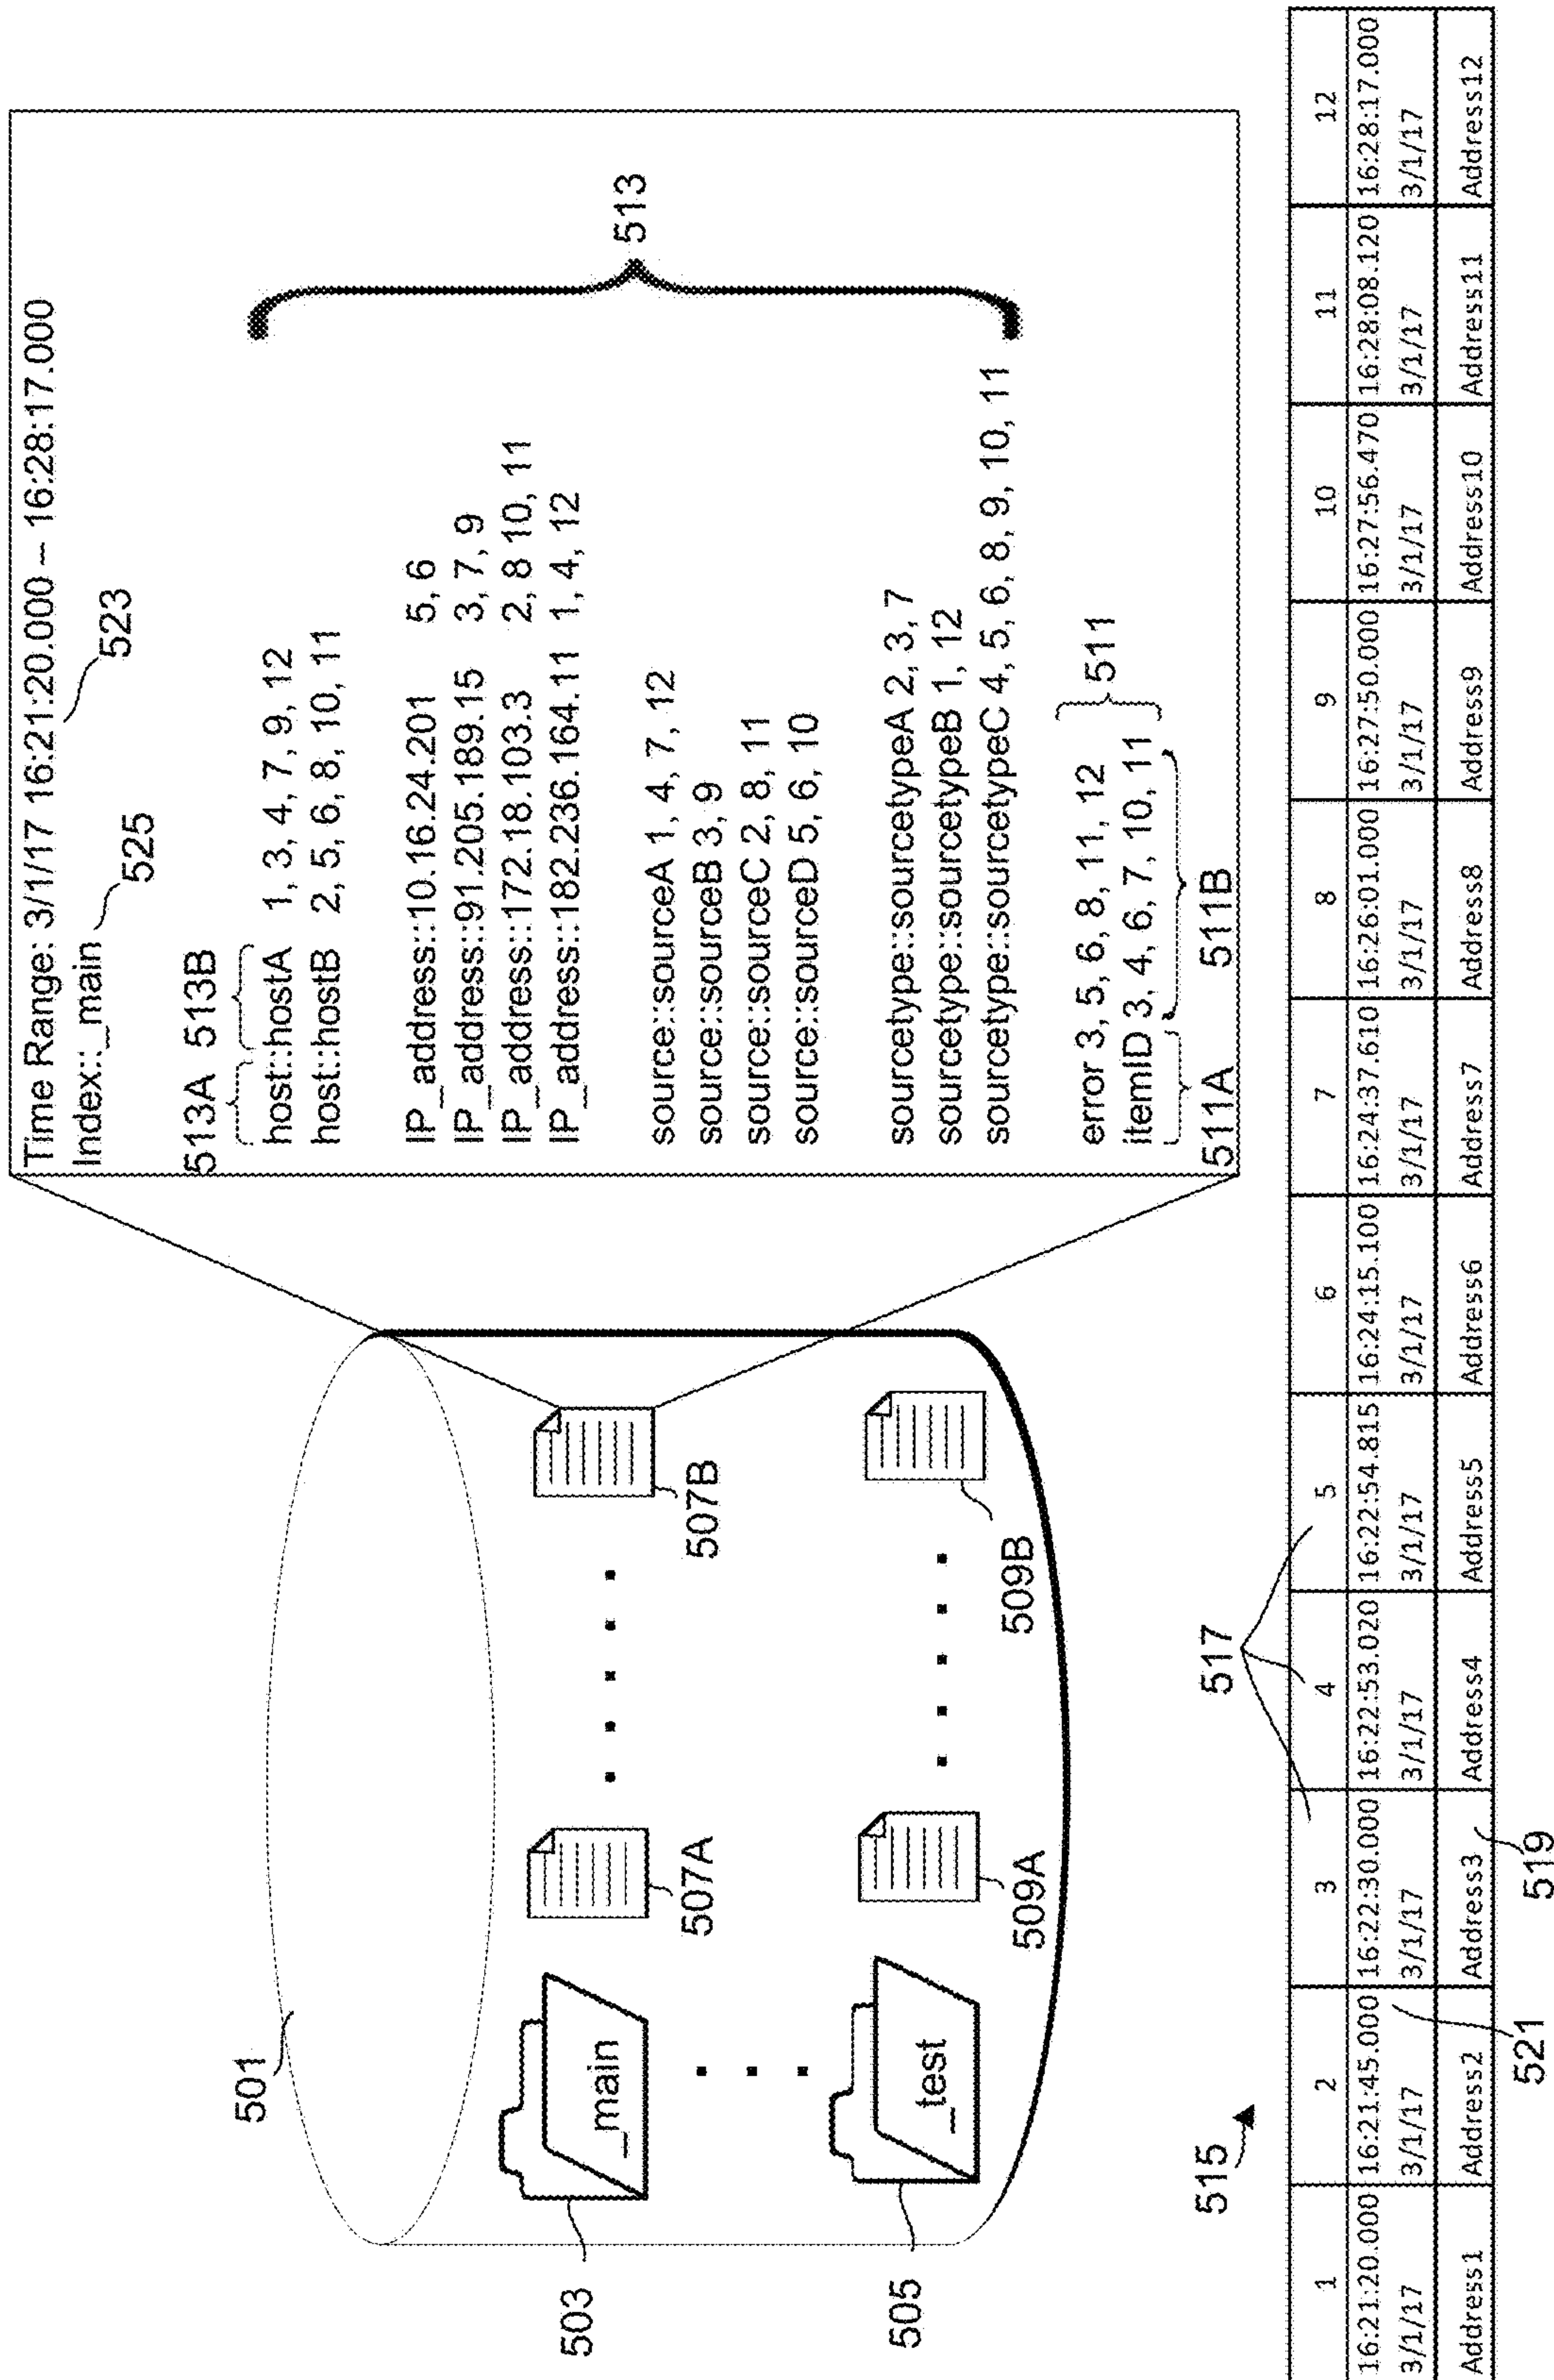 Time Range: 3/1/17 16:21:20.000 – 16:28:17.000
523
Index::_main
525
513A 513B
host::hostA 1, 3, 4, 7, 9, 12
host::hostB 2, 5, 6, 8, 10, 11
IP_address::10.16.24.201 5, 6
IP_address::91.205.189.15 3, 7, 9
IP_address::172.18.103.3 2, 8 10, 11
IP_address::182.236.164.11 1, 4, 12
513
source::sourceA 1, 4, 7, 12
source::sourceB 3, 9
source::sourceC 2, 8, 11
source::sourceD 5, 6, 10
sourcetype::sourcetypeA 2, 3, 7
sourcetype::sourcetypeB 1, 12
sourcetype::sourcetypeC 4, 5, 6, 8, 9, 10, 11
error 3, 5, 6, 8, 11, 12
itemID 3, 4, 6, 7, 10, 11
511
511A 511B
501
503
_main
507A
507B
505
_test
509A
509B
515
517
1 2 3 4 5 6 7 8 9 10 11 12
16:21:20.000 16:21:45.000 16:22:30.000 16:22:53.020 16:22:54.815 16:24:15.100 16:24:37.610 16:26:01.000 16:27:50.000 16:27:56.470 16:28:08.120 16:28:17.000
3/1/17 3/1/17 3/1/17 3/1/17 3/1/17 3/1/17 3/1/17 3/1/17 3/1/17 3/1/17 3/1/17 3/1/17
Address1 Address2 Address3 Address4 Address5 Address6 Address7 Address8 Address9 Address10 Address11 Address12
521
519